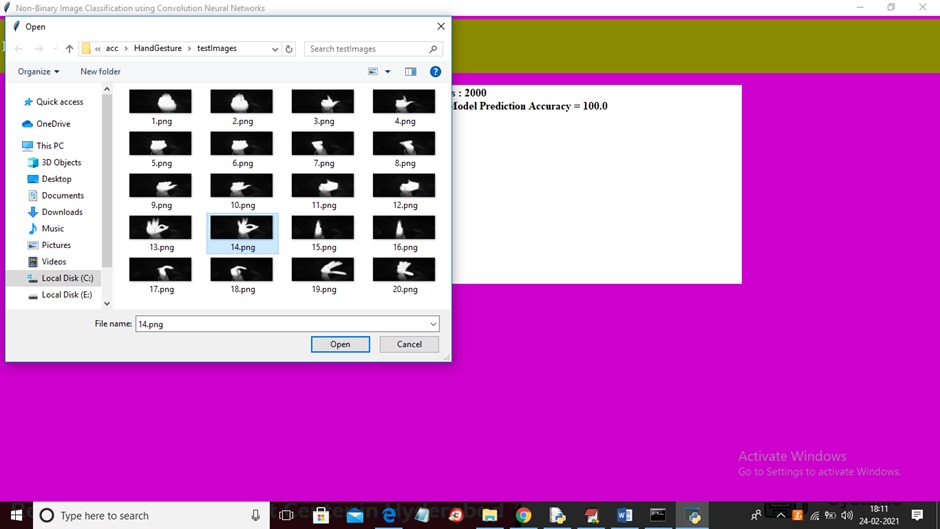 Non-Binary Image Classification using Convolution Neural Networks
Open
« acc > HandGesture > testImages
Search testImages
Organize
New folder
Quick access
OneDrive
This PC
3D Objects
Desktop
Documents
Downloads
Music
Pictures
Videos
Local Disk (C:)
Local Disk (E:)
1.png 2.png 3.png 4.png
5.png 6.png 7.png 8.png
9.png 10.png 11.png 12.png
13.png 14.png 15.png 16.png
17.png 18.png 19.png 20.png
File name: 14.png
Open Cancel
s : 2000
Model Prediction Accuracy = 100.0
Activate Windows
Go to Settings to activate Windows.
Type here to search
18:11
24-02-2021